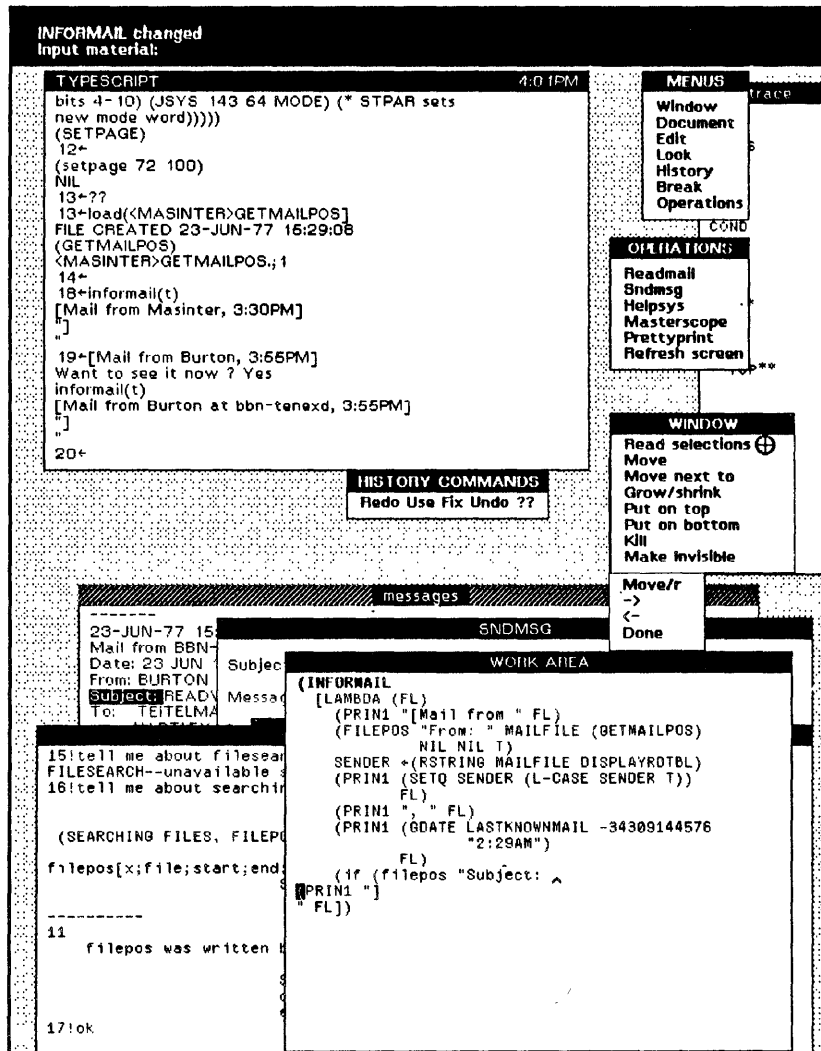 INFORMAIL changed
Input material:
TYPESCRIPT 4:01PM
bits 4-10) (JSYS 143 64 MODE) (* STPAR sets
new mode word)))))
(SETPAGE)
12←
(setpage 72 100)
NIL
13←??
13←load(<MASINTER>GETMAILPOS]
FILE CREATED 23-JUN-77 15:29:08
(GETMAILPOS)
<MASINTER>GETMAILPOS.;1
14←
18←informail(t)
[Mail from Masinter, 3:30PM]
"]
"
19←[Mail from Burton, 3:55PM]
Want to see it now ? Yes
informail(t)
[Mail from Burton at bbn-tenexd, 3:55PM]
"]
"
20←
MENUS
Window
Document
Edit
Look
History
Break
Operations
trace
COND
OPERATIONS
Readmail
Sndmsg
Helpsys
Masterscope
Prettyprint
Refresh screen
TOP**
WINDOW
Read selections
Move
Move next to
Grow/shrink
Put on top
Put on bottom
Kill
Make invisible
Move/r
->
<-
Done
HISTORY COMMANDS
Redo Use Fix Undo ??
messages
-------
23-JUN-77 15:
Mail from BBN-
Date: 23 JUN
From: BURTON
Subject: READ
To: TEITELMA
SNDMSG
Subjec
Messag
WORK AREA
(INFORMAIL
[LAMBDA (FL)
(PRIN1 "[Mail from " FL)
(FILEPOS "From: " MAILFILE (GETMAILPOS)
NIL NIL T)
SENDER ←(RSTRING MAILFILE DISPLAYRDTBL)
(PRIN1 (SETQ SENDER (L-CASE SENDER T))
FL)
(PRIN1 ", " FL)
(PRIN1 (GDATE LASTKNOWNMAIL -34309144576
"2:29AM")
FL)
(if (filepos "Subject: ^
(PRIN1 "]
" FL])
15!tell me about filesear
FILESEARCH--unavailable s
16!tell me about searchin
(SEARCHING FILES, FILEPO
filepos[x;file;start;end;
----------
11
filepos was written b
17!ok